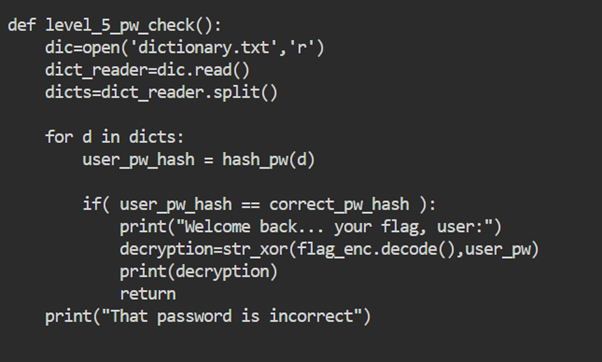 def level_5_pw_check():
    dic=open('dictionary.txt','r')
    dict_reader=dic.read()
    dicts=dict_reader.split()

    for d in dicts:
        user_pw_hash = hash_pw(d)

        if( user_pw_hash == correct_pw_hash ):
            print("Welcome back... your flag, user:")
            decryption=str_xor(flag_enc.decode(),user_pw)
            print(decryption)
            return
    print("That password is incorrect")